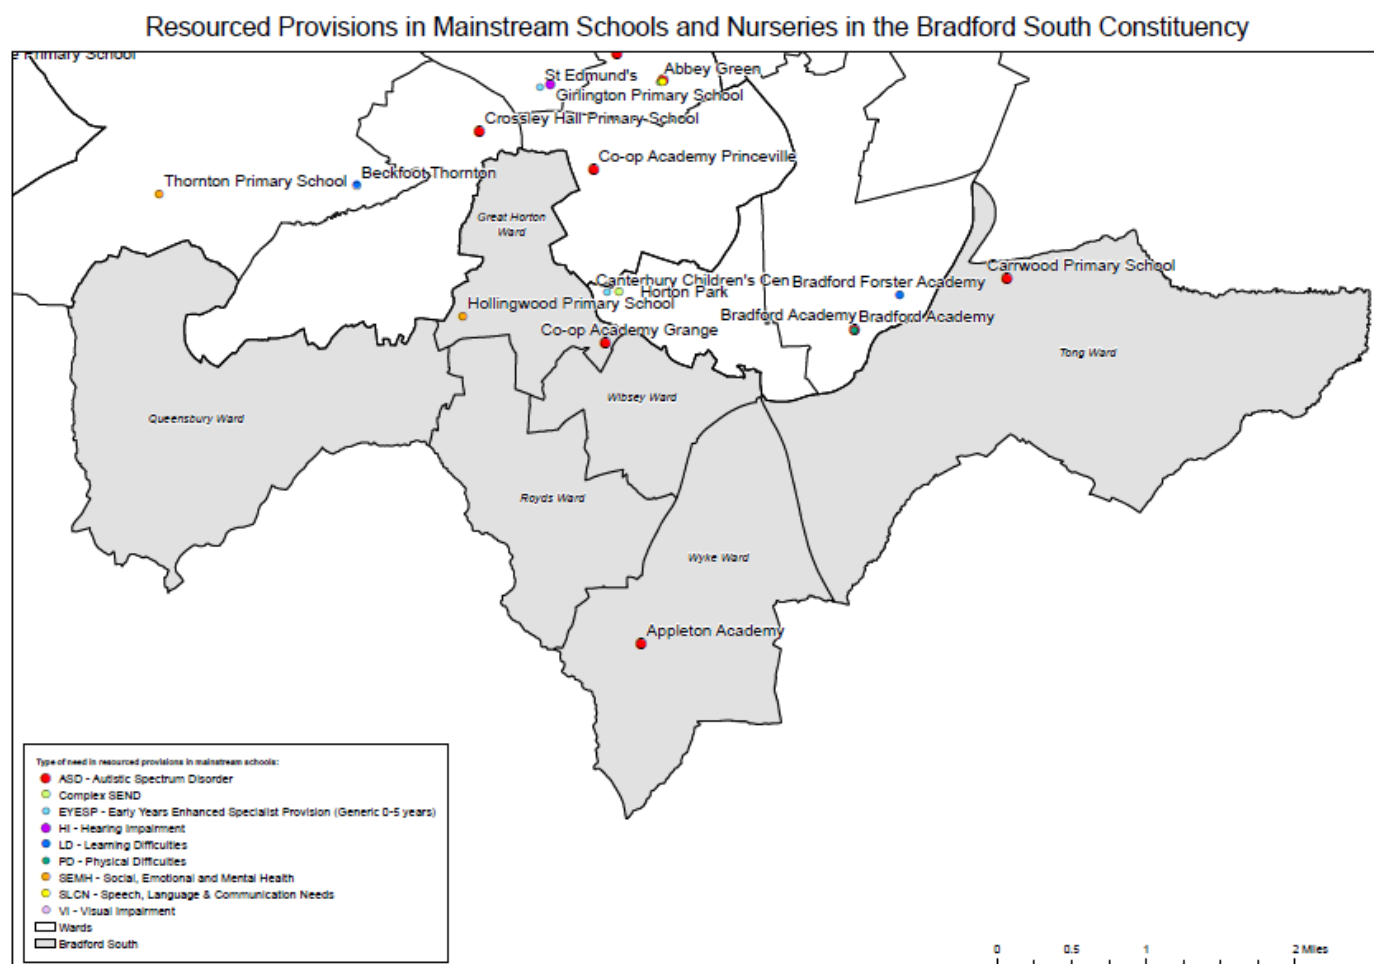 Resourced Provisions in Mainstream Schools and Nurseries in the Bradford South Constituency
e Primary School
St Edmund's
Abbey Green
Girlington Primary School
Crossley Hall Primary School
Co-op Academy Princeville
Thornton Primary School
Beckfoot Thornton
Great Horton
Ward
Carrwood Primary School
Canterbury Children's Cen
Bradford Forster Academy
Horton Park
Hollingwood Primary School
Bradford Academy
Bradford Academy
Co-op Academy Grange
Tong Ward
Wibsey Ward
Queensbury Ward
Royds Ward
Wyke Ward
Appleton Academy
Type of need in resourced provisions in mainstream schools:
ASD - Autistic Spectrum Disorder
Complex SEND
EYESP - Early Years Enhanced Specialist Provision (Generic 0-5 years)
HI - Hearing Impairment
LD - Learning Difficulties
PD - Physical Difficulties
SEMH - Social, Emotional and Mental Health
SLCN - Speech, Language & Communication Needs
VI - Visual Impairment
Wards
Bradford South
0 0.5 1 2 Miles